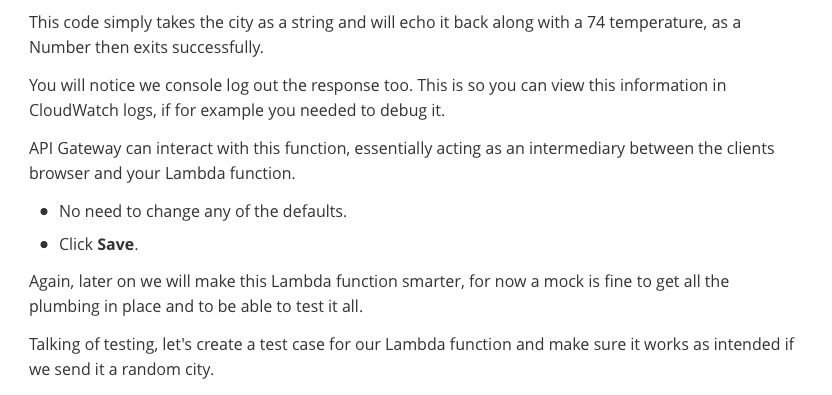 This code simply takes the city as a string and will echo it back along with a 74 temperature, as a
Number then exits successfully.
You will notice we console log out the response too. This is so you can view this information in
CloudWatch logs, if for example you needed to debug it.
API Gateway can interact with this function, essentially acting as an intermediary between the clients
browser and your Lambda function.
• No need to change any of the defaults.
• Click Save.
Again, later on we will make this Lambda function smarter, for now a mock is fine to get all the
plumbing in place and to be able to test it all.
Talking of testing, let's create a test case for our Lambda function and make sure it works as intended if
we send it a random city.